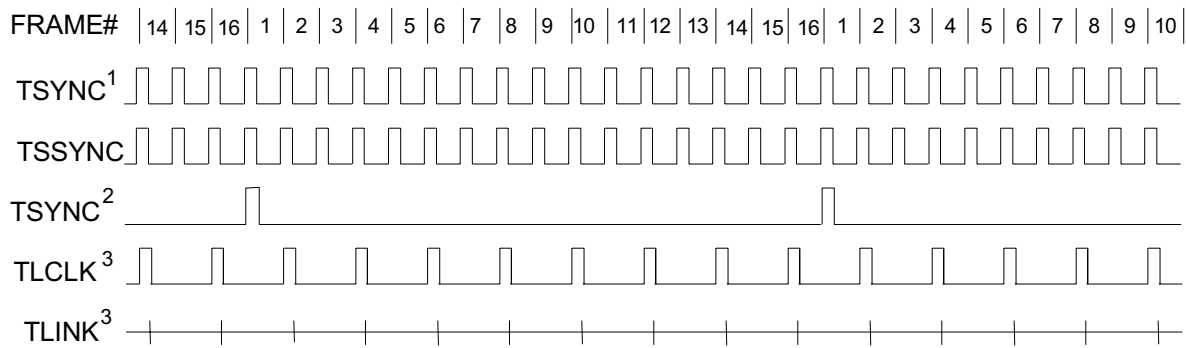 FRAME# 14 15 16 1 2 3 4 5 6 7 8 9 10 11 12 13 14 15 16 1 2 3 4 5 6 7 8 9 10
TSYNC¹
TSSYNC
TSYNC²
TLCLK³
TLINK³